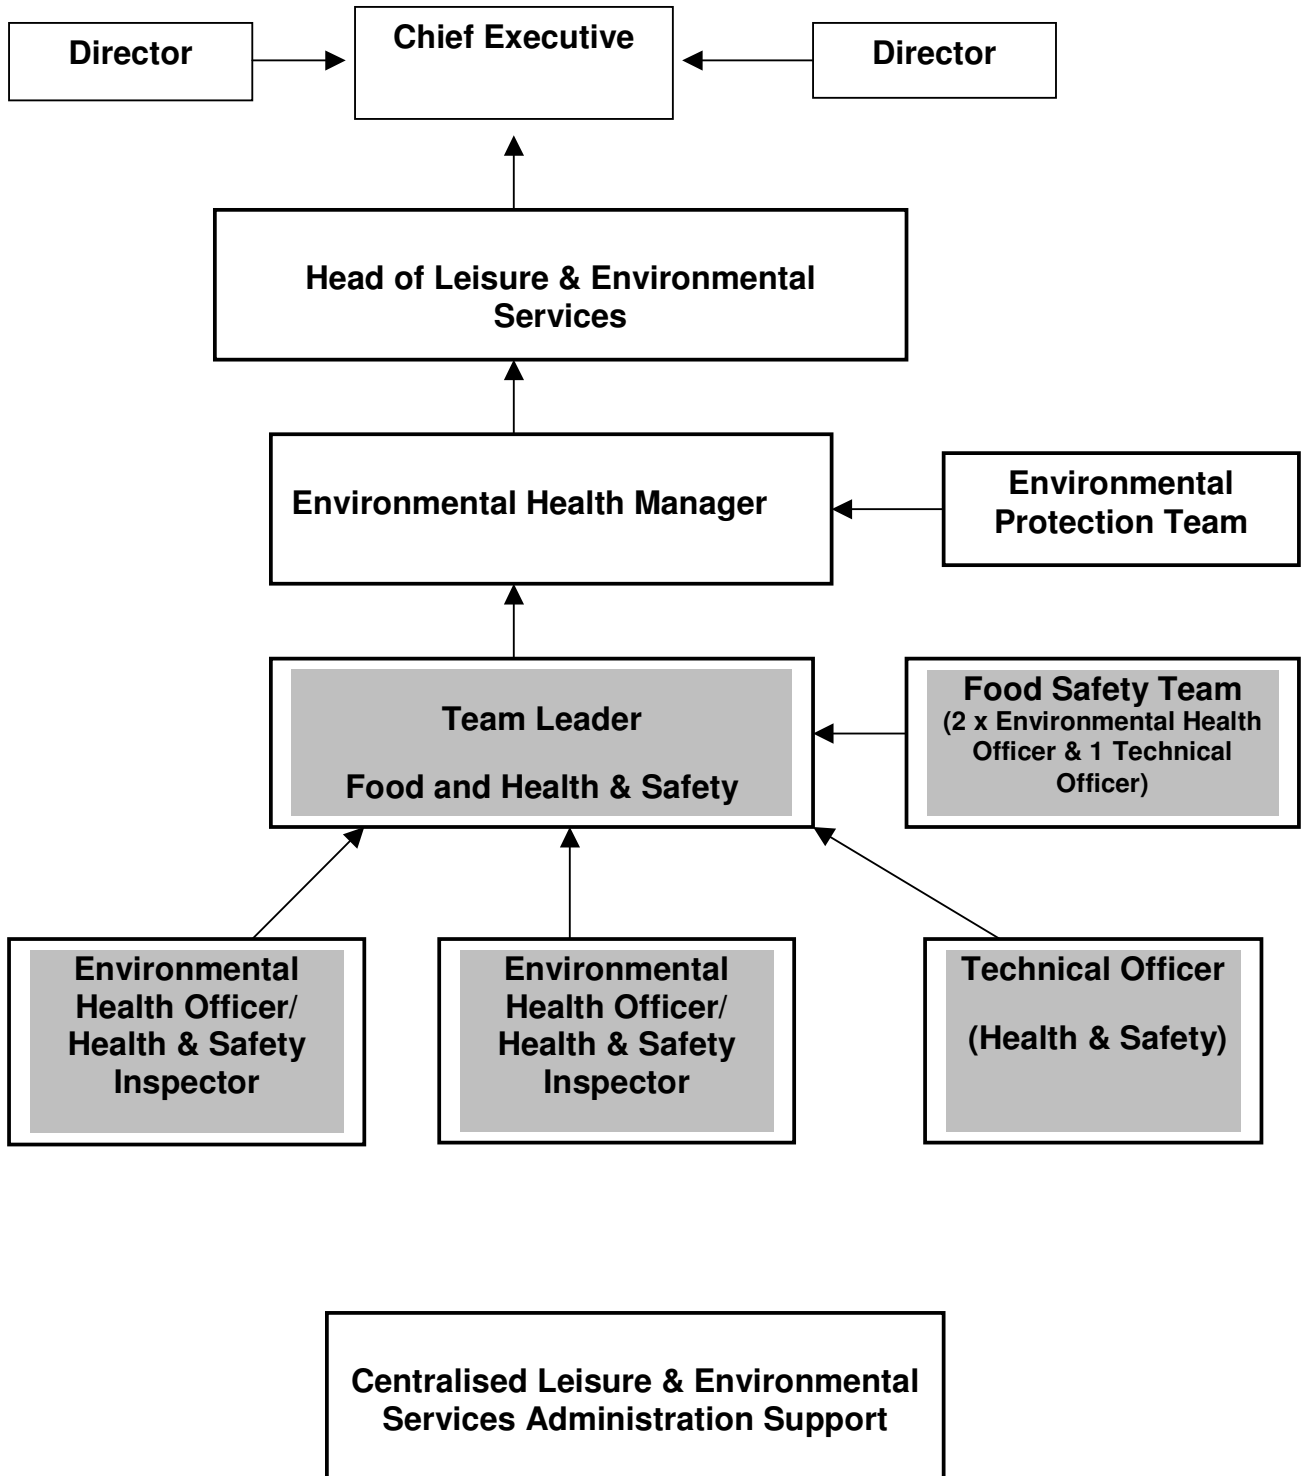 Director
Chief Executive
Director
Head of Leisure & Environmental
Services
Environmental Health Manager
Environmental
Protection Team
Team Leader
Food and Health & Safety
Food Safety Team
(2 x Environmental Health
Officer & 1 Technical
Officer)
Environmental
Health Officer/
Health & Safety
Inspector
Environmental
Health Officer/
Health & Safety
Inspector
Technical Officer
(Health & Safety)
Centralised Leisure & Environmental
Services Administration Support